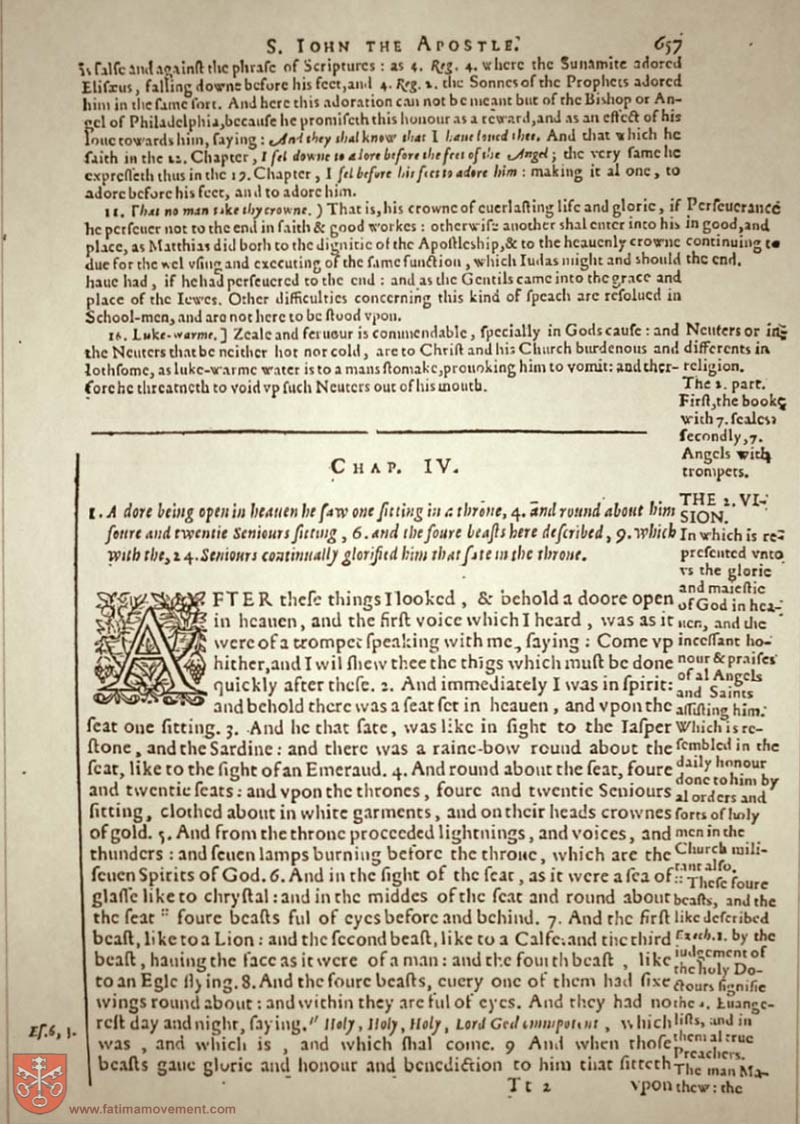 S. IOHN THE APOSTLE. 657
is false and againſt the phraſe of Scriptures : as 4. Reg. 4. where the Sunamite adored
Eliſæus, falling downe before his feet, and 4. Reg. 2. the Sonnes of the Prophets adored
him in the ſame ſort. And here this adoration can not be meant but of the Biſhop or An-
gel of Philadelphia, becauſe he promiſeth this honour as a reward, and as an effect of his
loue towards him, ſaying : And they ſhal know that I haue loued thee. And that which he
ſaith in the 22. Chapter, I fel downe to adore before the feet of the Angel ; the very ſame he
expreſſeth thus in the 19. Chapter, I fel before his feet to adore him : making it al one, to
adore before his feet, and to adore him.
11. That no man take thy crowne. ) That is, his crowne of euerlaſting life and glorie, if
he perſeuer not to the end in faith & good workes : otherwiſe another shal enter into his
place, as Matthias did both to the dignitie of the Apoſtleship, & to the heauenly crowne
due for the wel vſing and executing of the ſame function , which Iudas might and should
haue had , if he had perſeuered to the end : and as the Gentils came into the grace and
place of the Iewes. Other difficulties concerning this kind of ſpeach are reſolued in
School-men, and are not here to be ſtood vpon.
16. Luke-warme. ] Zeale and feruour is commendable , ſpecially in Gods cauſe : and
the Neuters that be neither hot nor cold , are to Chriſt and his Church burdenous and
lothſome, as luke-warme water is to a mans ſtomake, prouoking him to vomit: and ther-
fore he threatneth to void vp ſuch Neuters out of his mouth.
Perſeuerance
in good, and
continuing to
the end.
Neuters or in-
differents in
religion.
The 2. part.
Firſt, the booke
with 7. ſeales:
ſecondly, 7.
Angels with
trompets.
CHAP. IV.
1. A dore being open in heauen he ſaw one ſitting in a throne, 4. and round about him
foure and twentie Seniours ſitting , 6. and the foure beaſts here deſcribed, 9. which
with the, 24. Seniours continually glorified him that ſate in the throne.
AFTER theſe things I looked , & behold a doore open
in heauen, and the firſt voice which I heard , was as it
were of a trompet ſpeaking with me, ſaying : Come vp
hither, and I wil shew thee the thigs which muſt be done
quickly after theſe. 2. And immediately I was in ſpirit:
and behold there was a ſeat ſet in heauen , and vpon the
ſeat one ſitting. 3. And he that ſate, was like in ſight to the Iaſper
ſtone , and the Sardine : and there was a raine-bow round about the
ſeat, like to the ſight of an Emeraud. 4. And round about the ſeat, foure
and twentie ſeats : and vpon the thrones , foure and twentie Seniours
ſitting, clothed about in white garments, and on their heads crownes
of gold. 5. And from the throne proceeded lightnings, and voices, and
thunders : and ſeuen lamps burning before the throne, which are the
ſeuen Spirits of God. 6. And in the ſight of the ſeat, as it were a ſea of
glaſſe like to chryſtal : and in the middes of the ſeat and round about
the ſeat :: foure beaſts ful of eyes before and behind. 7. And the firſt
beaſt, like to a Lion : and the ſecond beaſt, like to a Calfe: and the third
beaſt , hauing the face as it were of a man : and the fourth beaſt , like
to an Egle flying. 8. And the foure beaſts, euery one of them had ſixe
wings round about : and within they are ful of eyes. And they had no
reſt day and night, ſaying. " Holy, Holy, Holy, Lord God omnipotent , which
was , and which is , and which shal come. 9 And when thoſe
beaſts gaue glorie and honour and benediction to him that ſitteth
Tt 2 vpon
THE 2. VI-
SION.
In which is re-
preſented vnto
vs the glorie
and maieſtie
of God in hea-
uen, and the
inceſſant ho-
nour & praiſes
of al Angels
and Saints
aſſiſting him.
Which is re-
ſembled in the
daily honour
done to him by
al orders and
ſorts of holy
men in the
Church mili-
tant alſo.
:: Theſe foure
beaſts, and the
like deſcribed
Ezech. 1. by the
iudgement of
the holy Do-
ctours ſignifie
the 4. Euange-
liſts, and in
them al true
Preachers.
The man Ma-
thew : the
Eſ. 6, 3.
www.fatimamovement.com